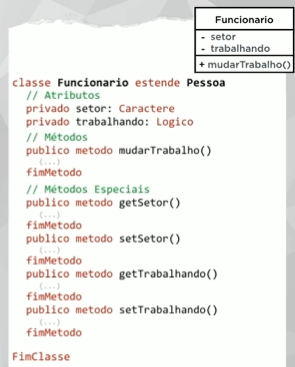 Funcionario
- setor
- trabalhando
+ mudarTrabalho()
classe Funcionario estende Pessoa
// Atributos
privado setor: Caractere
privado trabalhando: Logico
// Métodos
publico metodo mudarTrabalho()
(...)
fimMetodo
// Métodos Especiais
publico metodo getSetor()
(...)
fimMetodo
publico metodo setSetor()
(...)
fimMetodo
publico metodo getTrabalhando()
(...)
fimMetodo
publico metodo setTrabalhando()
(...)
fimMetodo
FimClasse